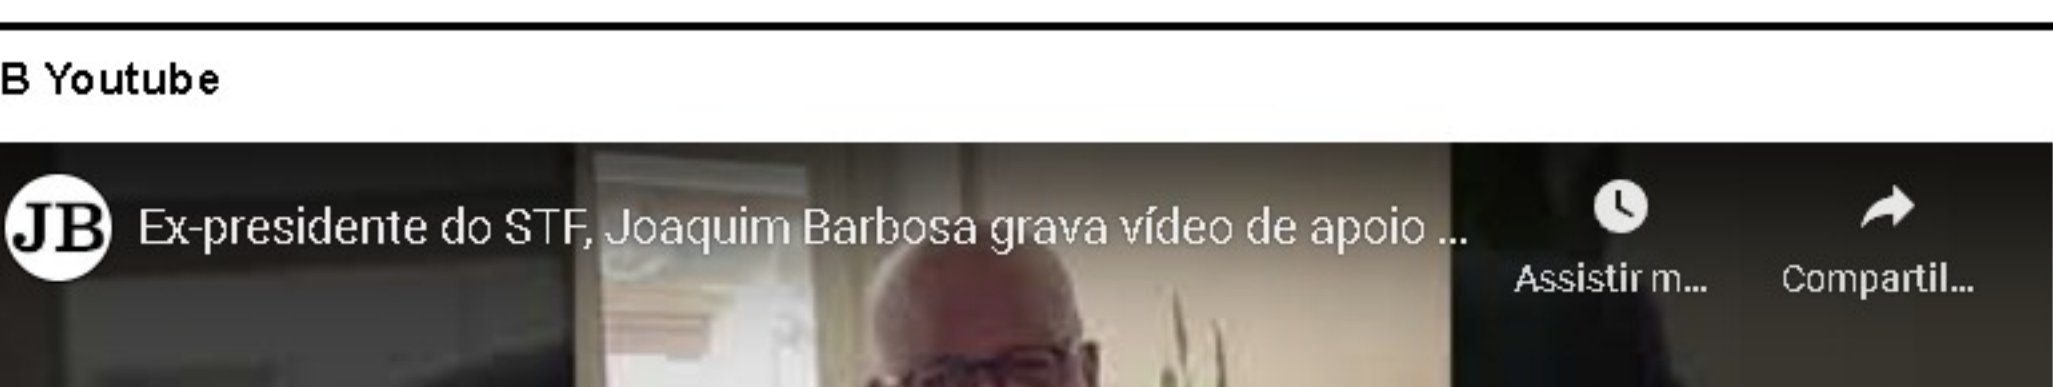 B Youtube
JB Ex-presidente do STF, Joaquim Barbosa grava vídeo de apoio ...
Assistir m...
Compartil...